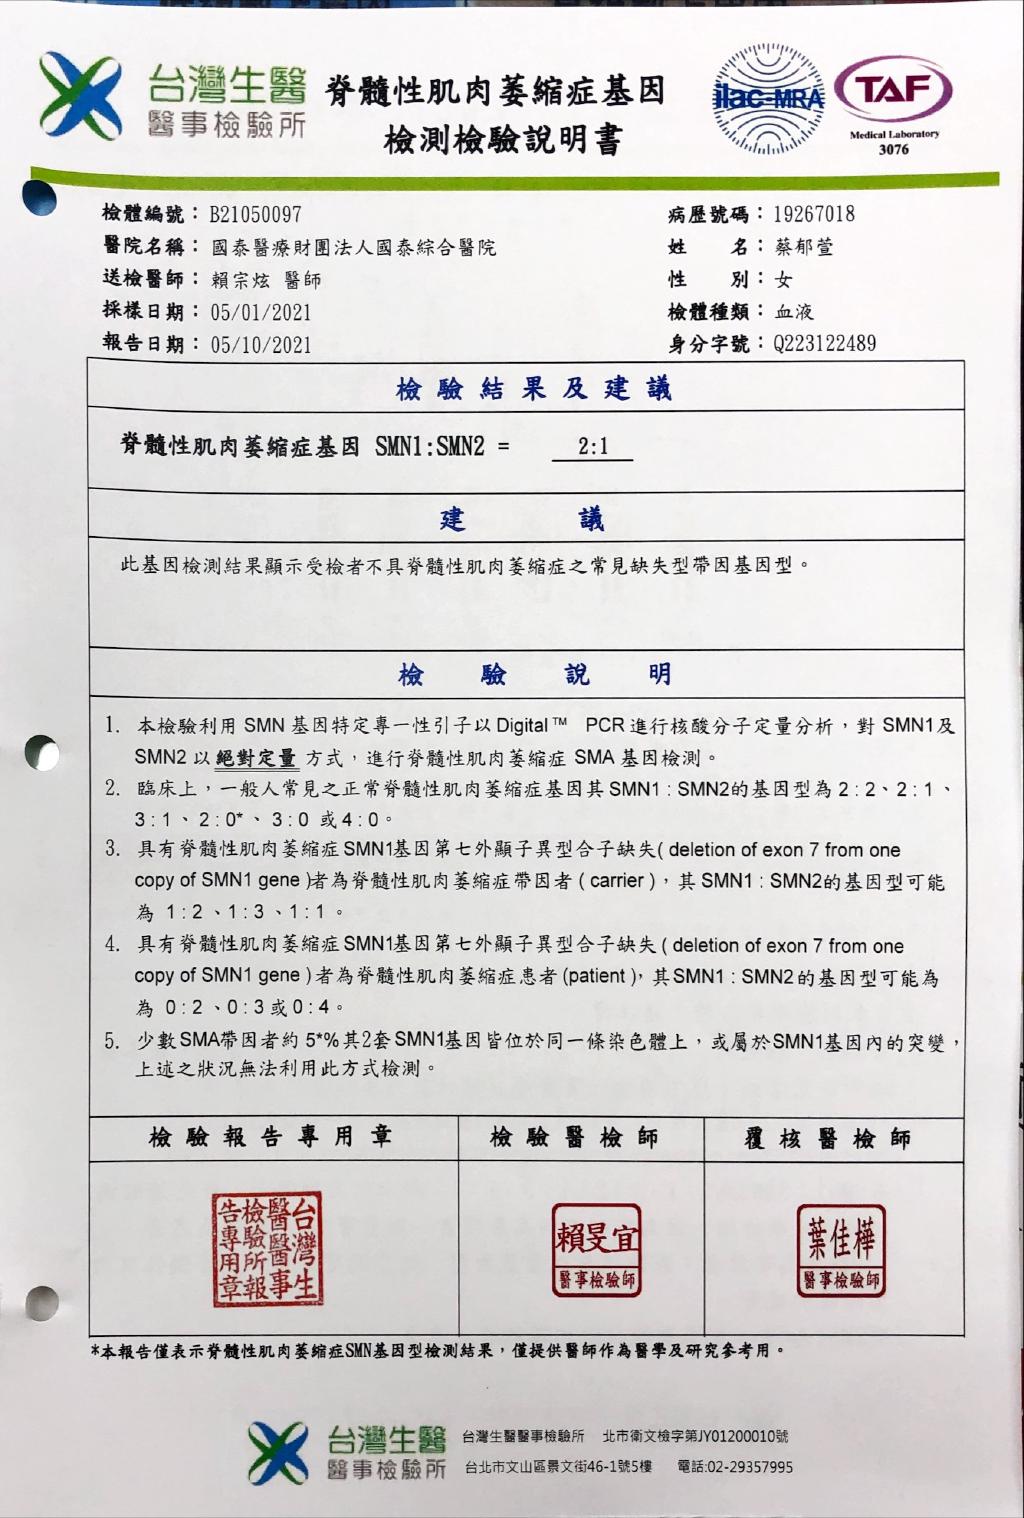 台灣生醫
醫事檢驗所
脊髓性肌肉萎縮症基因
檢測檢驗說明書
ilac-MRA
TAF
Medical Laboratory
3076
檢體編號：B21050097
病歷號碼：19267018
醫院名稱：國泰醫療財團法人國泰綜合醫院
姓　　名：蔡郁萱
送檢醫師：賴宗炫 醫師
性　　別：女
採樣日期：05/01/2021
檢體種類：血液
報告日期：05/10/2021
身分字號：Q223122489
檢驗結果及建議
脊髓性肌肉萎縮症基因 SMN1:SMN2 = 2:1
建議
此基因檢測結果顯示受檢者不具脊髓性肌肉萎縮症之常見缺失型帶因基因型。
檢驗說明
1. 本檢驗利用 SMN 基因特定專一性引子以 Digital™ PCR 進行核酸分子定量分析，對 SMN1及
SMN2 以絕對定量 方式，進行脊髓性肌肉萎縮症 SMA 基因檢測。
2. 臨床上，一般人常見之正常脊髓性肌肉萎縮症基因其 SMN1 : SMN2的基因型為 2 : 2、2 : 1、
3 : 1、2 : 0*、3 : 0 或4 : 0。
3. 具有脊髓性肌肉萎縮症SMN1基因第七外顯子異型合子缺失( deletion of exon 7 from one
copy of SMN1 gene )者為脊髓性肌肉萎縮症帶因者 ( carrier )，其 SMN1 : SMN2的基因型可能
為 1 : 2、1 : 3、1 : 1。
4. 具有脊髓性肌肉萎縮症SMN1基因第七外顯子異型合子缺失 ( deletion of exon 7 from one
copy of SMN1 gene )者為脊髓性肌肉萎縮症患者 (patient )，其SMN1 : SMN2的基因型可能為
為 0 : 2、0 : 3或0 : 4。
5. 少數SMA帶因者約 5*%其2套SMN1基因皆位於同一條染色體上，或屬於SMN1基因內的突變，
上述之狀況無法利用此方式檢測。
檢驗報告專用章
檢驗醫檢師
覆核醫檢師
台灣生醫醫事檢驗所報告專用章
賴旻宜
醫事檢驗師
葉佳樺
醫事檢驗師
*本報告僅表示脊髓性肌肉萎縮症SMN基因型檢測結果，僅提供醫師作為醫學及研究參考用。
台灣生醫
醫事檢驗所
台灣生醫醫事檢驗所　北市衛文檢字第JY01200010號
台北市文山區景文街46-1號5樓　電話:02-29357995